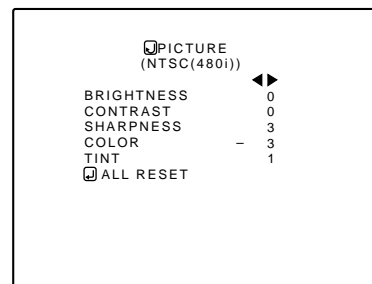 PICTURE
(NTSC(480i))
BRIGHTNESS 0
CONTRAST 0
SHARPNESS 3
COLOR – 3
TINT 1
ALL RESET